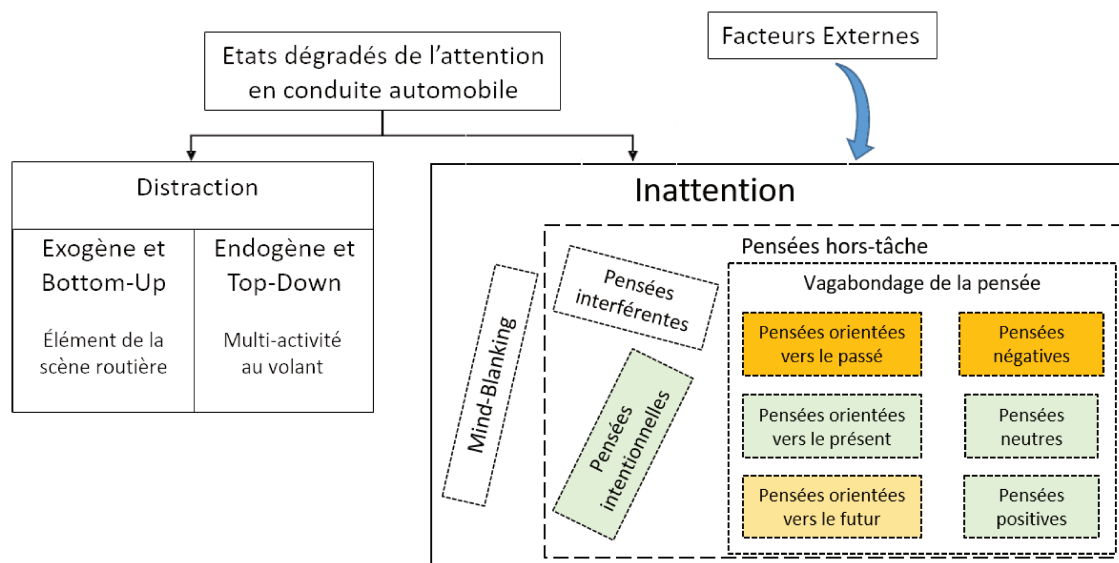 Etats dégradés de l'attention
en conduite automobile
Facteurs Externes
Distraction
Exogène et
Bottom-Up
Élément de la
scène routière
Endogène et
Top-Down
Multi-activité
au volant
Inattention
Mind-Blanking
Pensées hors-tâche
Pensées
interférentes
Pensées
intentionnelles
Vagabondage de la pensée
Pensées orientées
vers le passé
Pensées
négatives
Pensées orientées
vers le présent
Pensées
neutres
Pensées orientées
vers le futur
Pensées
positives